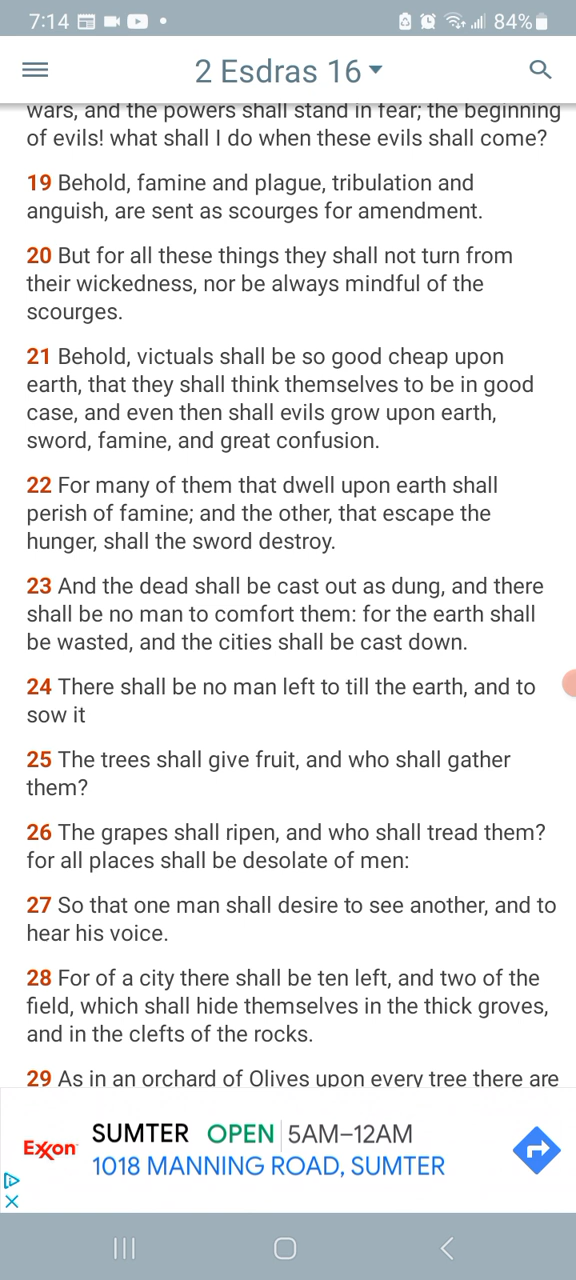 7:14 84%
2 Esdras 16
wars, and the powers shall stand in fear; the beginning
of evils! what shall I do when these evils shall come?
19 Behold, famine and plague, tribulation and
anguish, are sent as scourges for amendment.
20 But for all these things they shall not turn from
their wickedness, nor be always mindful of the
scourges.
21 Behold, victuals shall be so good cheap upon
earth, that they shall think themselves to be in good
case, and even then shall evils grow upon earth,
sword, famine, and great confusion.
22 For many of them that dwell upon earth shall
perish of famine; and the other, that escape the
hunger, shall the sword destroy.
23 And the dead shall be cast out as dung, and there
shall be no man to comfort them: for the earth shall
be wasted, and the cities shall be cast down.
24 There shall be no man left to till the earth, and to
sow it
25 The trees shall give fruit, and who shall gather
them?
26 The grapes shall ripen, and who shall tread them?
for all places shall be desolate of men:
27 So that one man shall desire to see another, and to
hear his voice.
28 For of a city there shall be ten left, and two of the
field, which shall hide themselves in the thick groves,
and in the clefts of the rocks.
29 As in an orchard of Olives upon every tree there are
Exxon
SUMTER OPEN 5AM–12AM
1018 MANNING ROAD, SUMTER